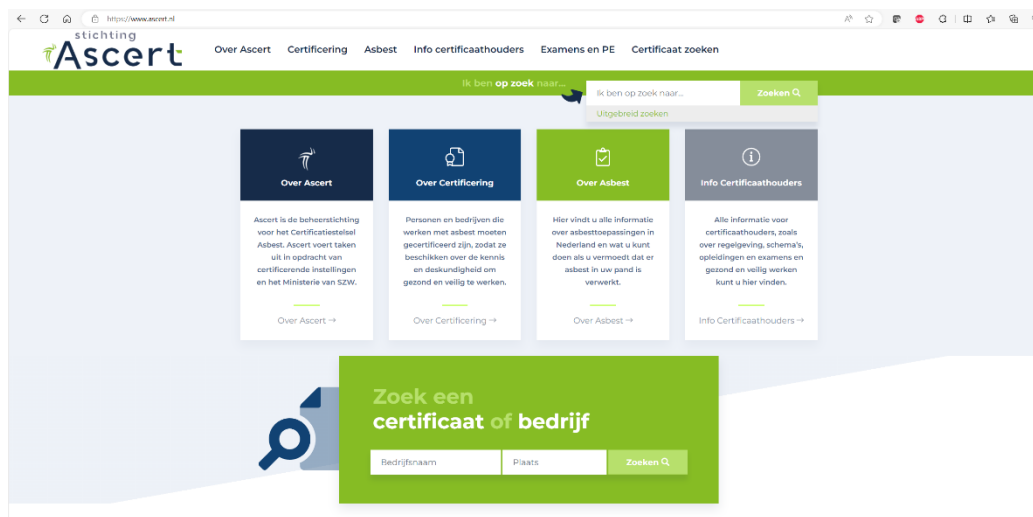 https://www.ascert.nl
stichting
Ascert
Over Ascert Certificering Asbest Info certificaathouders Examens en PE Certificaat zoeken
Ik ben op zoek naar...
Ik ben op zoek naar...
Zoeken
Uitgebreid zoeken
Over Ascert
Ascert is de beheerstichting
voor het Certificatiestelsel
Asbest. Ascert voert taken
uit in opdracht van
certificerende instellingen
en het Ministerie van SZW.
Over Ascert →
Over Certificering
Personen en bedrijven die
werken met asbest moeten
gecertificeerd zijn, zodat ze
beschikken over de kennis
en deskundigheid om
gezond en veilig te werken.
Over Certificering →
Over Asbest
Hier vindt u alle informatie
over asbesttoepassingen in
Nederland en wat u kunt
doen als u vermoedt dat er
asbest in uw pand is
verwerkt.
Over Asbest →
Info Certificaathouders
Alle informatie voor
certificaathouders, zoals
over regelgeving, schema's,
opleidingen en examens en
gezond en veilig werken
kunt u hier vinden.
Info Certificaathouders →
Zoek een
certificaat of bedrijf
Bedrijfsnaam
Plaats
Zoeken